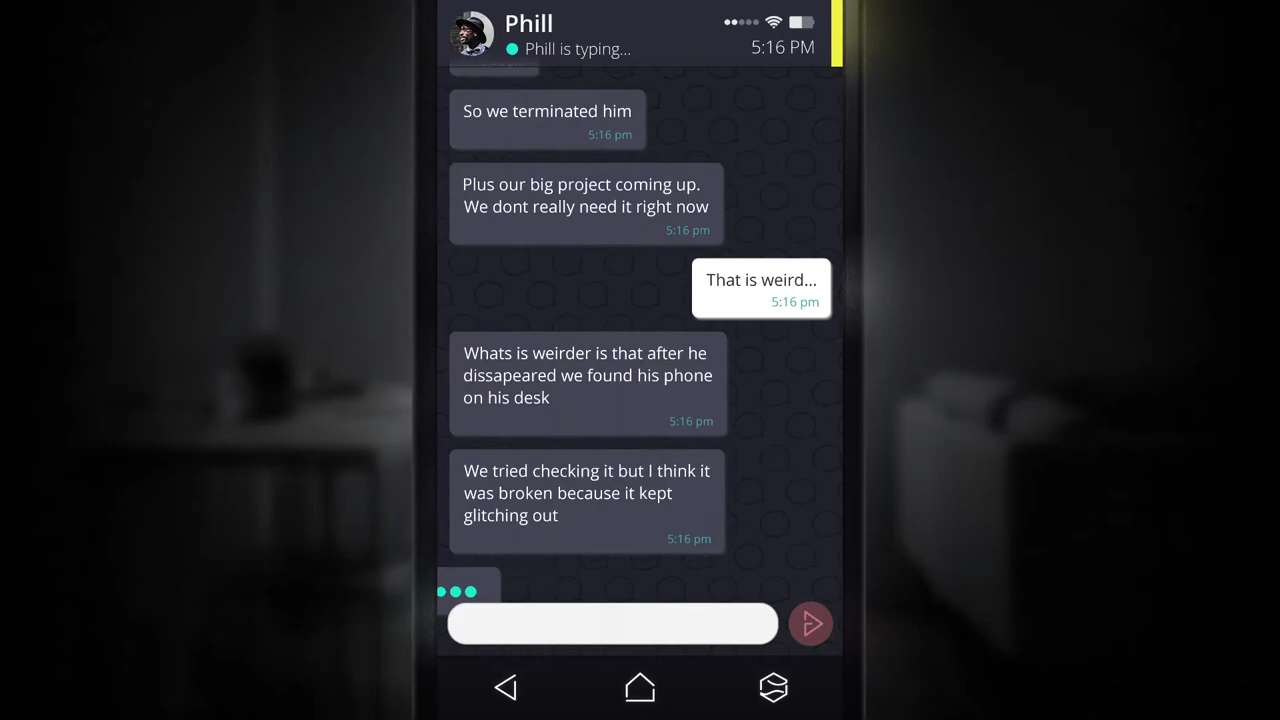 Phill
Phill is typing...
5:16 PM
So we terminated him
5:16 pm
Plus our big project coming up.
We dont really need it right now
5:16 pm
That is weird...
5:16 pm
Whats is weirder is that after he
dissapeared we found his phone
on his desk
5:16 pm
We tried checking it but I think it
was broken because it kept
glitching out
5:16 pm